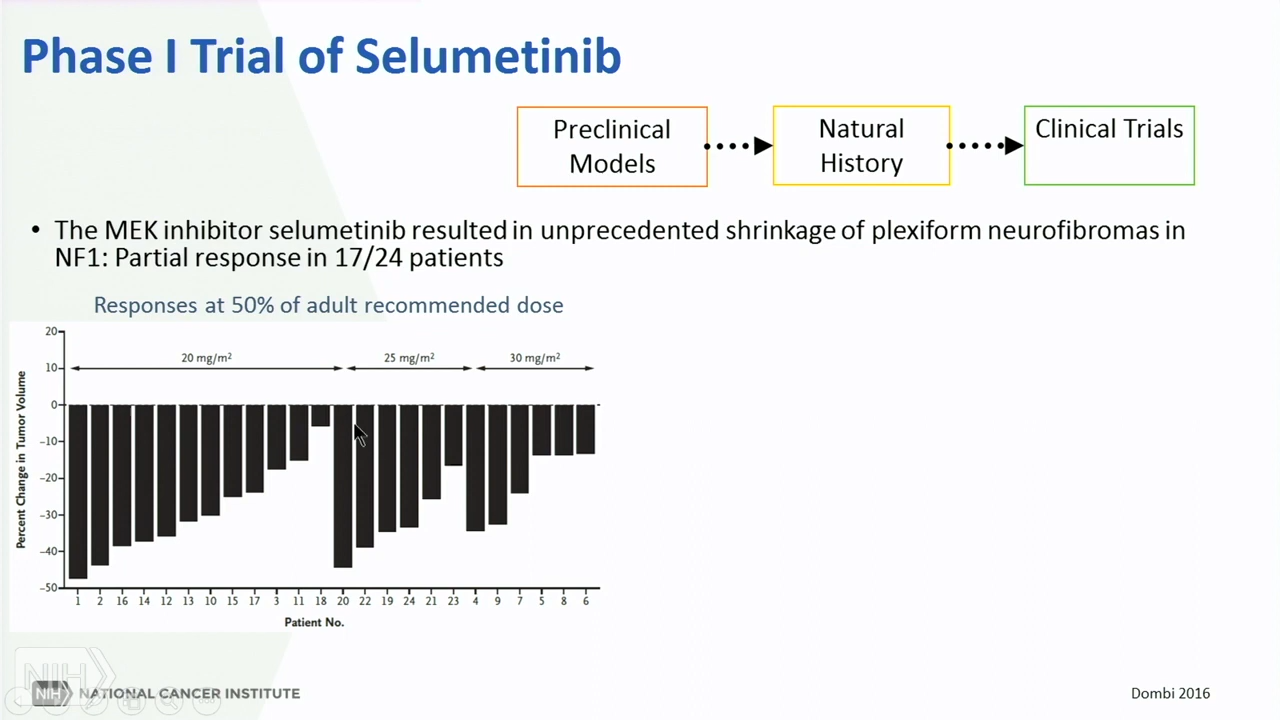 Phase I Trial of Selumetinib
Preclinical
Models
Natural
History
Clinical Trials
• The MEK inhibitor selumetinib resulted in unprecedented shrinkage of plexiform neurofibromas in
NF1: Partial response in 17/24 patients
Responses at 50% of adult recommended dose
Percent Change in Tumor Volume
20
10
0
−10
−20
−30
−40
−50
20 mg/m² 25 mg/m² 30 mg/m²
1 2 16 14 12 13 10 15 17 3 11 18 20 22 19 24 21 23 4 9 7 5 8 6
Patient No.
NIH
NIH NATIONAL CANCER INSTITUTE
Dombi 2016